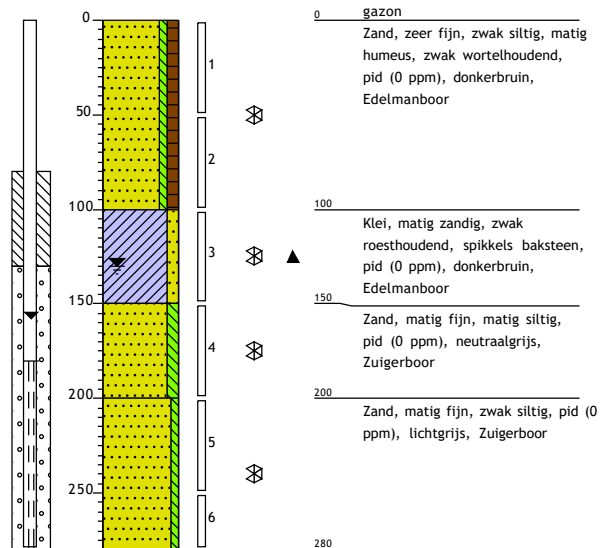 0
50
100
150
200
250
1
2
3
4
5
6
0
gazon
Zand, zeer fijn, zwak siltig, matig
humeus, zwak wortelhoudend,
pid (0 ppm), donkerbruin,
Edelmanboor
100
Klei, matig zandig, zwak
roesthoudend, spikkels baksteen,
pid (0 ppm), donkerbruin,
Edelmanboor
150
Zand, matig fijn, matig siltig,
pid (0 ppm), neutraalgrijs,
Zuigerboor
200
Zand, matig fijn, zwak siltig, pid (0
ppm), lichtgrijs, Zuigerboor
280